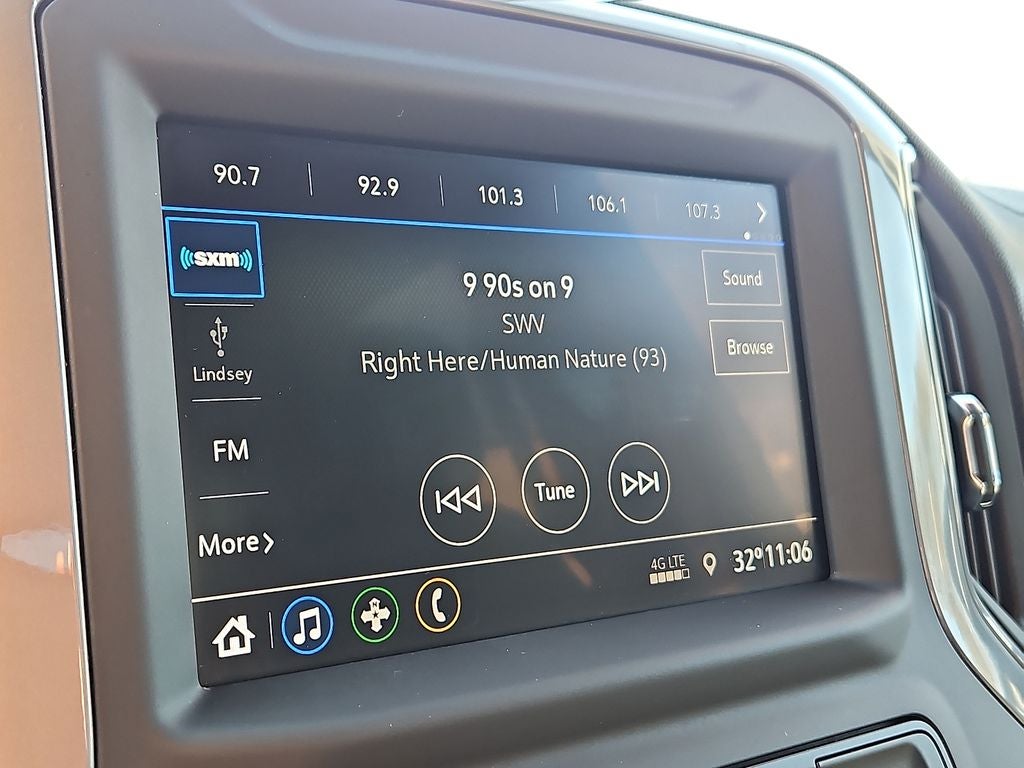 90.7 92.9 101.3 106.1 107.3
sxm
9 90s on 9
Sound
SWV
Right Here/Human Nature (93)
Browse
Lindsey
FM
Tune
More
4G LTE
32° 11:06
N